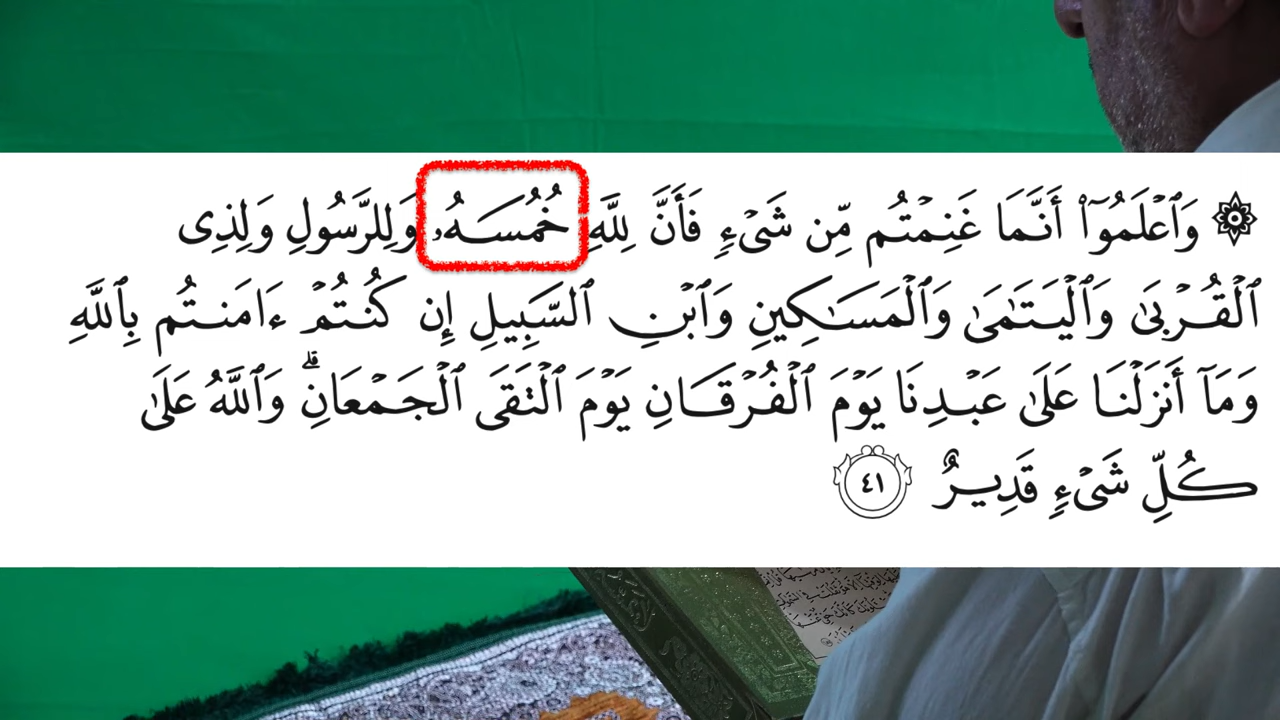 ۞ وَٱعْلَمُوٓا۟ أَنَّمَا غَنِمْتُم مِّن شَىْءٍ فَأَنَّ لِلَّهِ خُمُسَهُۥ وَلِلرَّسُولِ وَلِذِى
ٱلْقُرْبَىٰ وَٱلْيَتَـٰمَىٰ وَٱلْمَسَـٰكِينِ وَٱبْنِ ٱلسَّبِيلِ إِن كُنتُمْ ءَامَنتُم بِٱللَّهِ
وَمَآ أَنزَلْنَا عَلَىٰ عَبْدِنَا يَوْمَ ٱلْفُرْقَانِ يَوْمَ ٱلْتَقَى ٱلْجَمْعَانِ ۗ وَٱللَّهُ عَلَىٰ
كُلِّ شَىْءٍ قَدِيرٌ ٤١